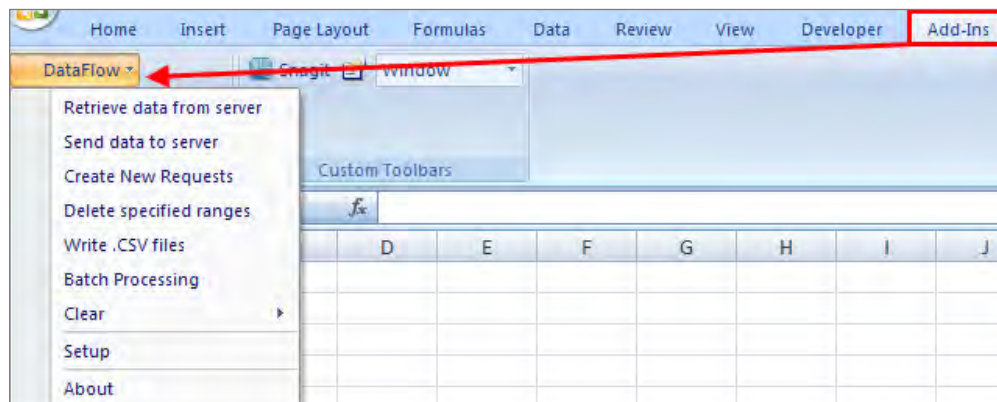 Home Insert Page Layout Formulas Data Review View Developer Add-Ins
DataFlow Snagit Window
Retrieve data from server
Send data to server
Create New Requests Custom Toolbars
Delete specified ranges fx
Write .CSV files D E F G H I J
Batch Processing
Clear
Setup
About